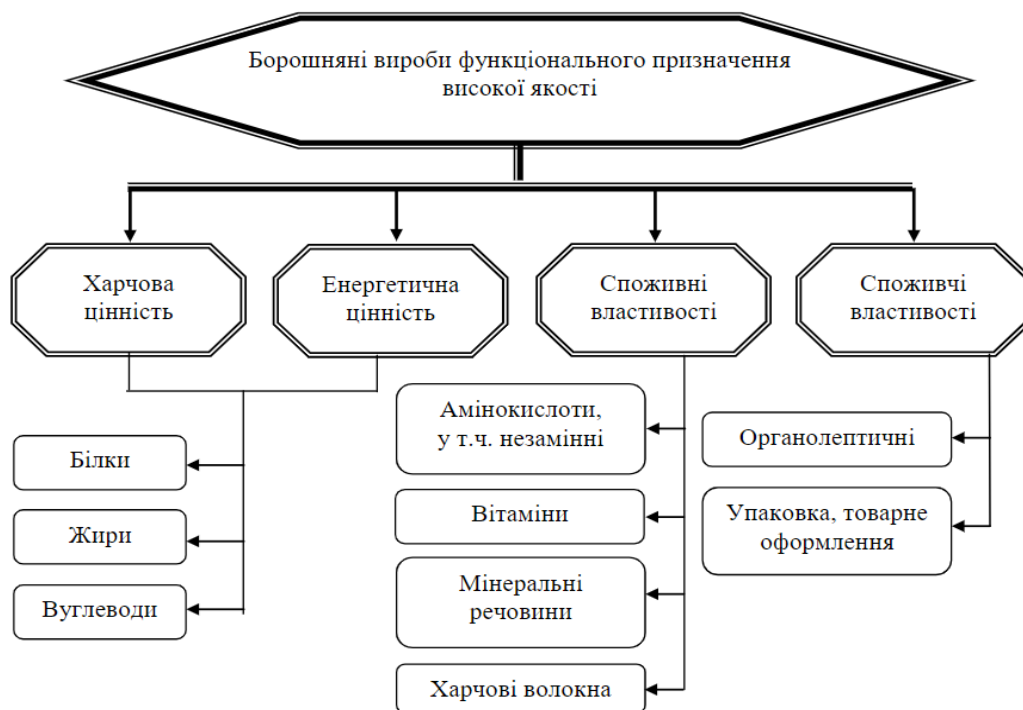 Борошняні вироби функціонального призначення
високої якості
Харчова
цінність
Енергетична
цінність
Споживні
властивості
Споживчі
властивості
Білки
Жири
Вуглеводи
Амінокислоти,
у т.ч. незамінні
Вітаміни
Мінеральні
речовини
Харчові волокна
Органолептичні
Упаковка, товарне
оформлення